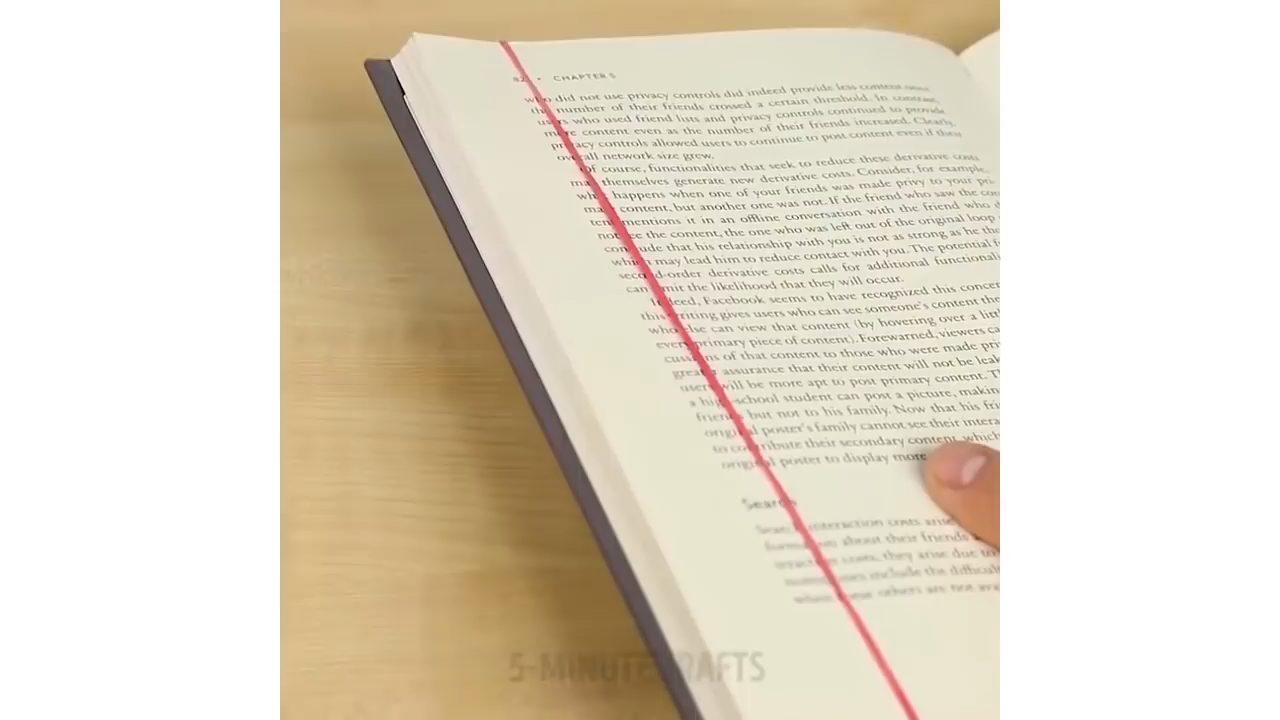 82 • CHAPTER 5
who did not use privacy controls did indeed provide less content once
the number of their friends crossed a certain threshold. In contrast,
users who used friend lists and privacy controls continued to provide
more content even as the number of their friends increased. Clearly,
privacy controls allowed users to continue to post content even if their
overall network size grew.
Of course, functionalities that seek to reduce these derivative costs
may themselves generate new derivative costs. Consider, for example,
what happens when one of your friends was made privy to your pri-
mary content, but another one was not. If the friend who saw the con
tent mentions it in an offline conversation with the friend who d
not see the content, the one who was left out of the original loop
conclude that his relationship with you is not as strong as he th
which may lead him to reduce contact with you. The potential f
second-order derivative costs calls for additional functionali
can limit the likelihood that they will occur.
Indeed, Facebook seems to have recognized this concer
this writing gives users who can see someone's content the
who else can view that content (by hovering over a littl
every primary piece of content). Forewarned, viewers ca
cussions of that content to those who were made pri
greater assurance that their content will not be leak
users will be more apt to post primary content. T
a high-school student can post a picture, makin
friends but not to his family. Now that his fri
original poster's family cannot see their intera
to contribute their secondary content, which
original poster to display more
Search
Search interaction costs arise
formation about their friends a
teraction costs, they arise due to
include the difficul
when these others are not ava
5-MINUTE CRAFTS